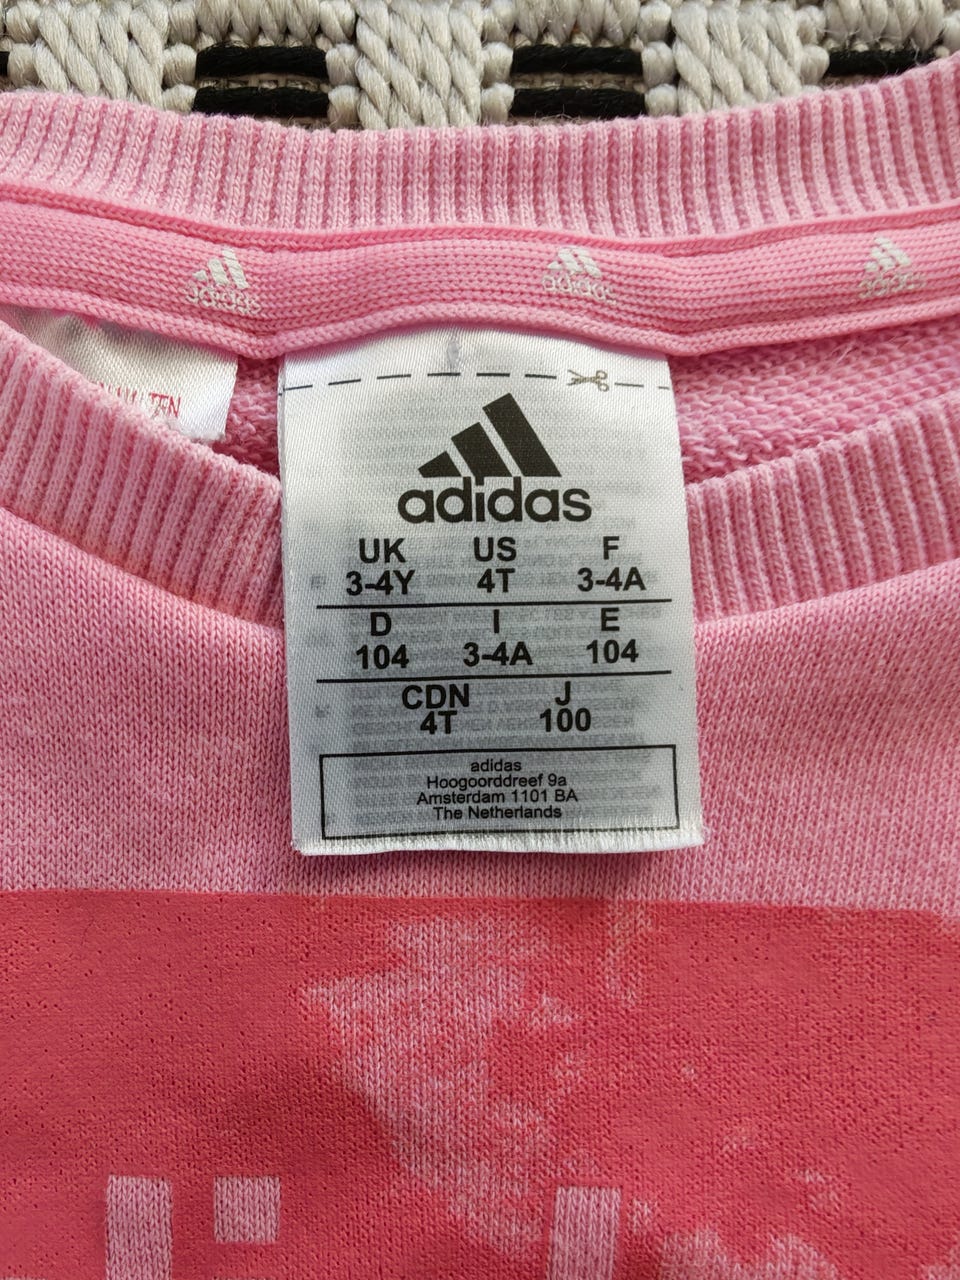 adidas adidas adidas
adidas
UK US F
3-4Y 4T 3-4A
D I E
104 3-4A 104
CDN J
4T 100
adidas
Hoogoorddreef 9a
Amsterdam 1101 BA
The Netherlands